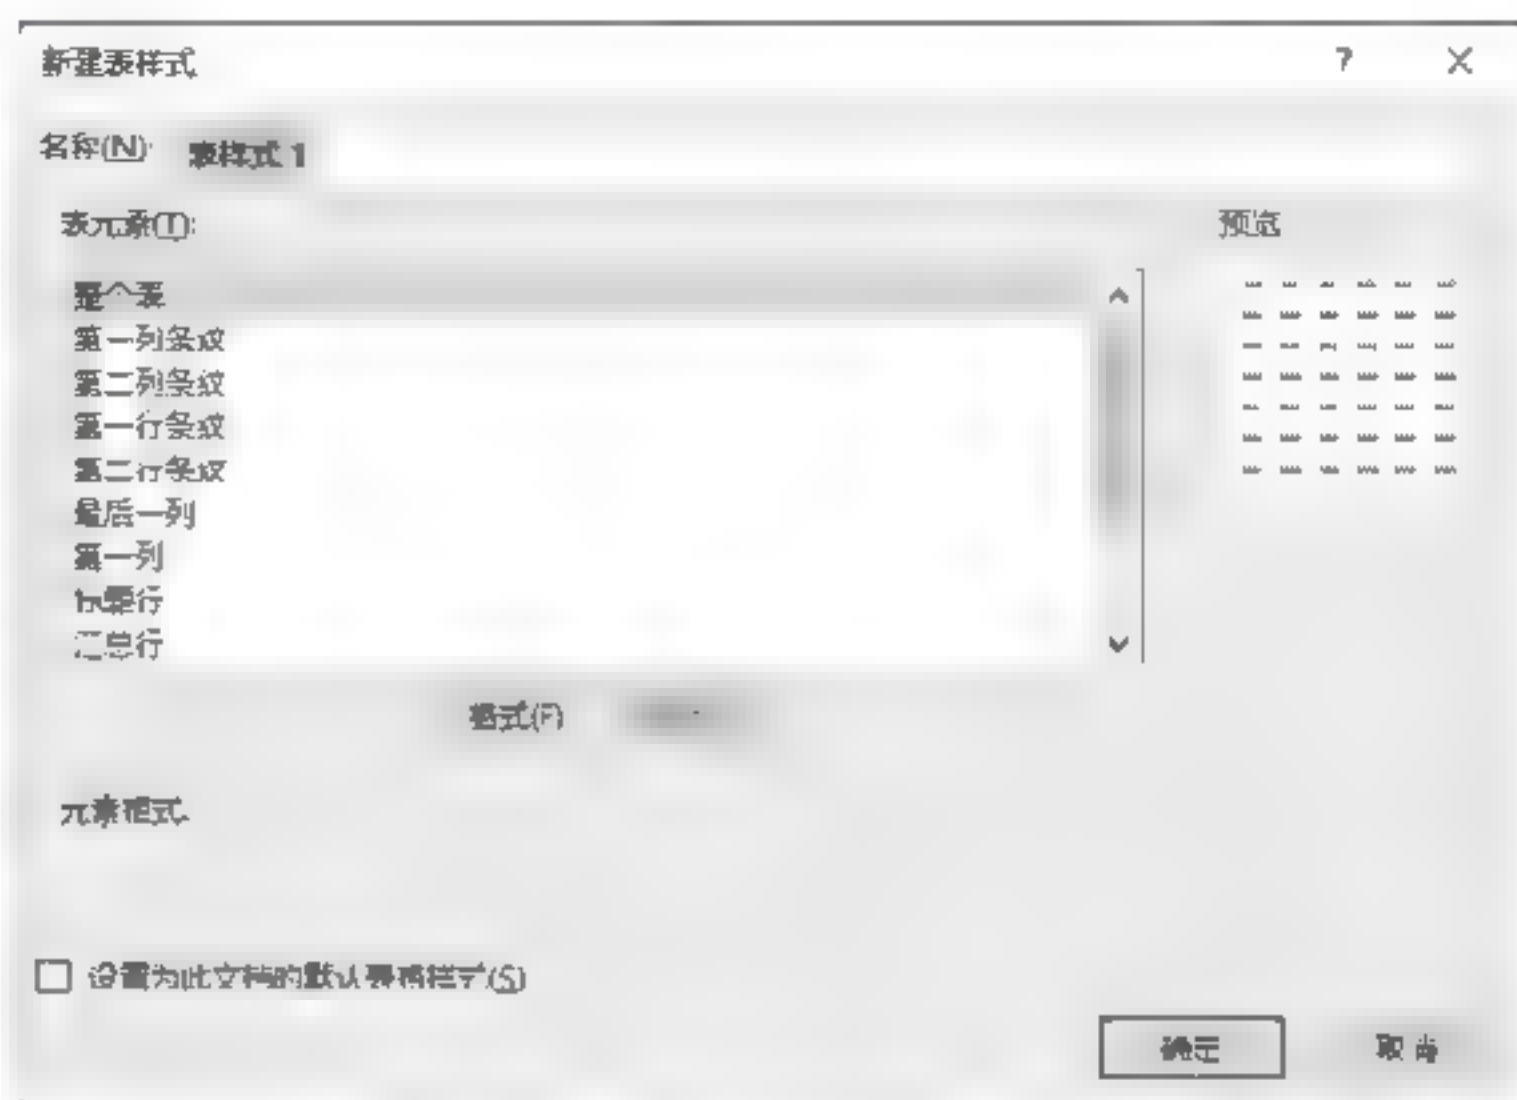 新建表样式
名称(N): 表样式 1
表元素(T):
预览
整个表
第一列条纹
第二列条纹
第一行条纹
第二行条纹
最后一列
第一列
标题行
汇总行
格式(F)
元素格式:
设置为此文档的默认表格样式(S)
确定
取消